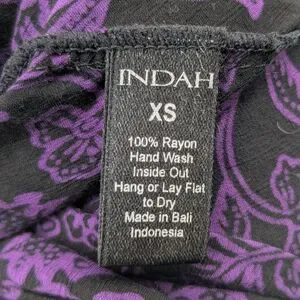 INDAH
XS
100% Rayon
Hand Wash
Inside Out
Hang or Lay Flat
to Dry
Made in Bali
Indonesia